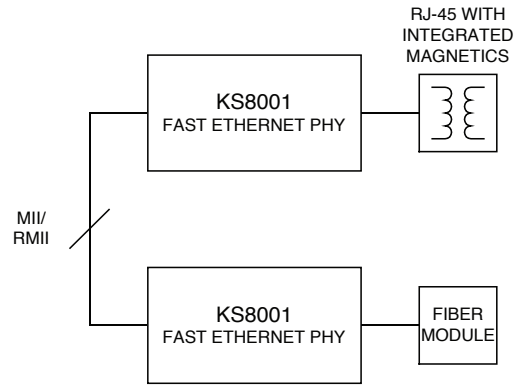 RJ-45 WITH
INTEGRATED
MAGNETICS
KS8001
FAST ETHERNET PHY
MII/
RMII
KS8001
FAST ETHERNET PHY
FIBER
MODULE